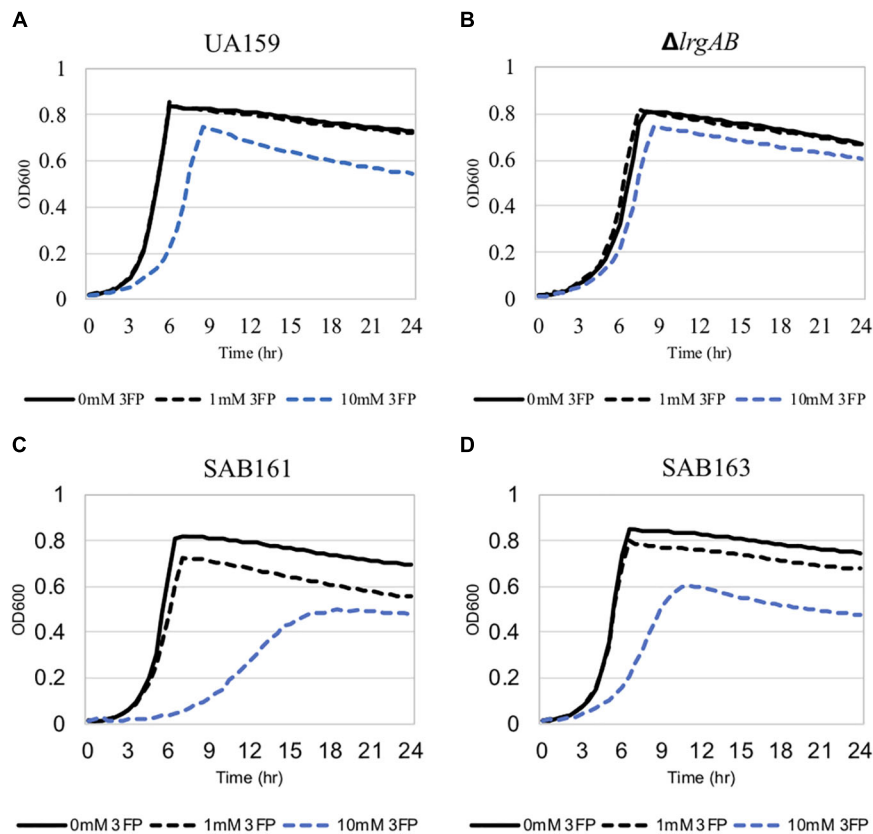 A
UA159
1
0.8
0.6
0.4
0.2
0
OD600
0 3 6 9 12 15 18 21 24
Time (hr)
0mM 3FP 1mM 3FP 10mM 3FP
B
ΔlrgAB
1
0.8
0.6
0.4
0.2
0
OD600
0 3 6 9 12 15 18 21 24
Time (hr)
0mM 3FP 1mM 3FP 10mM 3FP
C
SAB161
1
0.8
0.6
0.4
0.2
0
OD600
0 3 6 9 12 15 18 21 24
Time (hr)
0mM 3FP 1mM 3FP 10mM 3FP
D
SAB163
1
0.8
0.6
0.4
0.2
0
OD600
0 3 6 9 12 15 18 21 24
Time (hr)
0mM 3FP 1mM 3FP 10mM 3FP